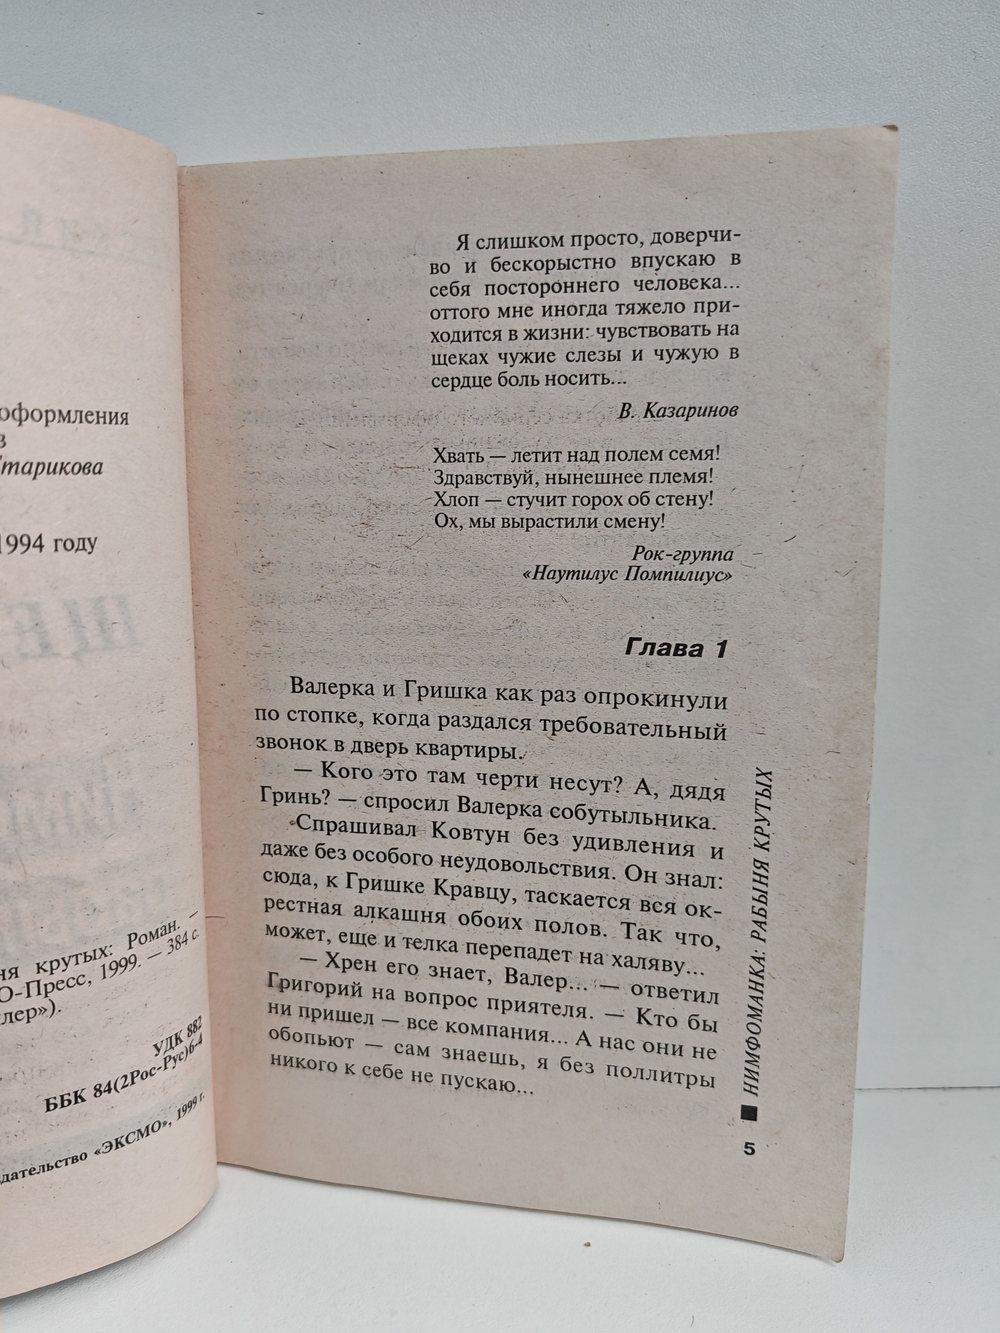 оформления
в
Старикова
1994 году
ЩЕ
ня крутых: Роман.
О-Пресс, 1999. — 384 с.
лер»).
УДК 882
ББК 84(2Рос-Рус)6-4
дательство «ЭКСМО», 1999 г.
Я слишком просто, доверчи-
во и бескорыстно впускаю в
себя постороннего человека...
оттого мне иногда тяжело при-
ходится в жизни: чувствовать на
щеках чужие слезы и чужую в
сердце боль носить...
В. Казаринов
Хвать — летит над полем семя!
Здравствуй, нынешнее племя!
Хлоп — стучит горох об стену!
Ох, мы вырастили смену!
Рок-группа
«Наутилус Помпилиус»
Глава 1
Валерка и Гришка как раз опрокинули
по стопке, когда раздался требовательный
звонок в дверь квартиры.
— Кого это там черти несут? А, дядя
Гринь? — спросил Валерка собутыльника.
Спрашивал Ковтун без удивления и
даже без особого неудовольствия. Он знал:
сюда, к Гришке Кравцу, таскается вся ок-
рестная алкашня обоих полов. Так что,
может, еще и телка перепадет на халяву...
— Хрен его знает, Валер... — ответил
Григорий на вопрос приятеля. — Кто бы
ни пришел — все компания... А нас они не
обопьют — сам знаешь, я без поллитры
никого к себе не пускаю...
НИМФОМАНКА: РАБЫНЯ КРУТЫХ
5